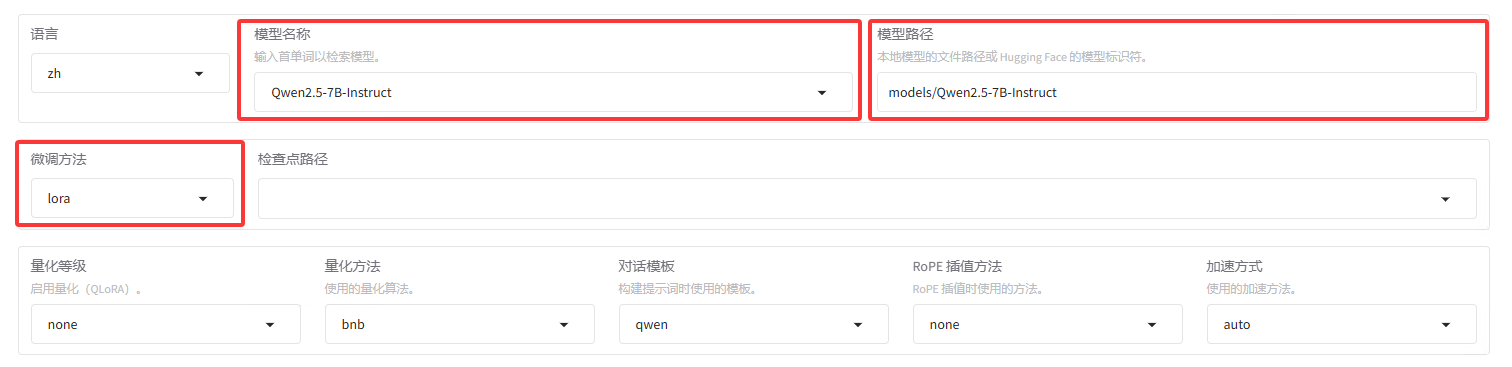 语言
zh
模型名称
输入首单词以检索模型。
Qwen2.5-7B-Instruct
模型路径
本地模型的文件路径或 Hugging Face 的模型标识符。
models/Qwen2.5-7B-Instruct
微调方法
lora
检查点路径
量化等级
启用量化（QLoRA）。
none
量化方法
使用的量化算法。
bnb
对话模板
构建提示词时使用的模板。
qwen
RoPE 插值方法
RoPE 插值时使用的方法。
none
加速方式
使用的加速方法。
auto